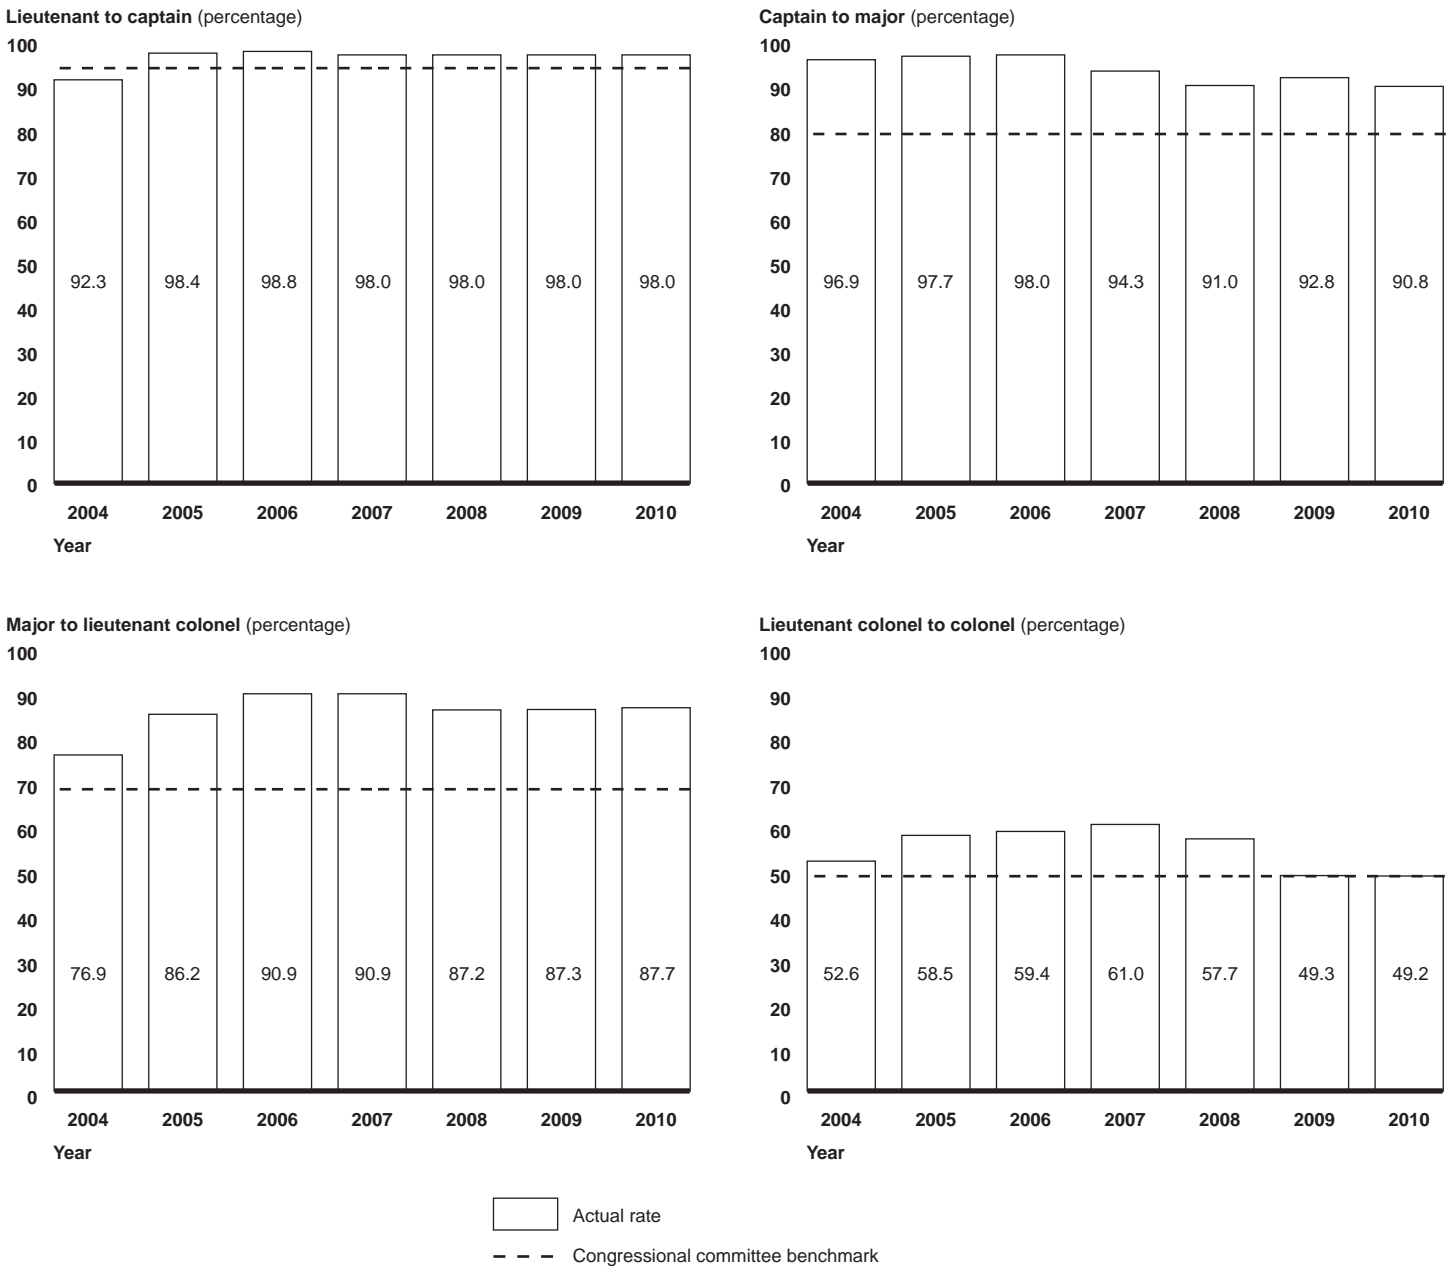 Lieutenant to captain (percentage)
100
90
80
70
60
50
40
30
20
10
0
92.3 98.4 98.8 98.0 98.0 98.0 98.0
2004 2005 2006 2007 2008 2009 2010
Year
Captain to major (percentage)
100
90
80
70
60
50
40
30
20
10
0
96.9 97.7 98.0 94.3 91.0 92.8 90.8
2004 2005 2006 2007 2008 2009 2010
Year
Major to lieutenant colonel (percentage)
100
90
80
70
60
50
40
30
20
10
0
76.9 86.2 90.9 90.9 87.2 87.3 87.7
2004 2005 2006 2007 2008 2009 2010
Year
Lieutenant colonel to colonel (percentage)
100
90
80
70
60
50
40
30
20
10
0
52.6 58.5 59.4 61.0 57.7 49.3 49.2
2004 2005 2006 2007 2008 2009 2010
Year
Actual rate
Congressional committee benchmark